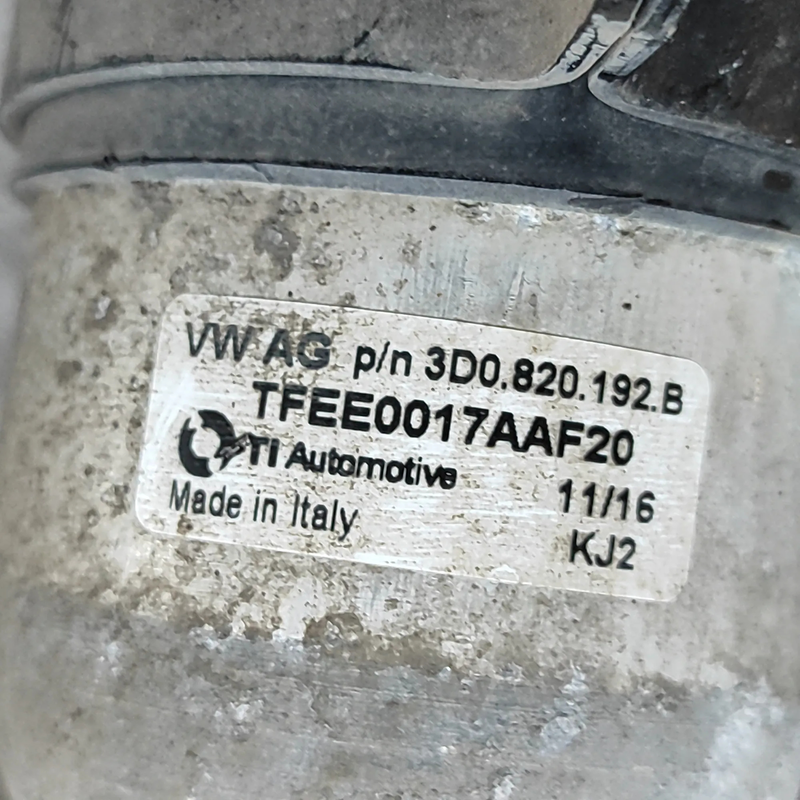 VW AG p/n 3D0.820.192.B
TFEE0017AAF20
TI Automotive
11/16
Made in Italy
KJ2